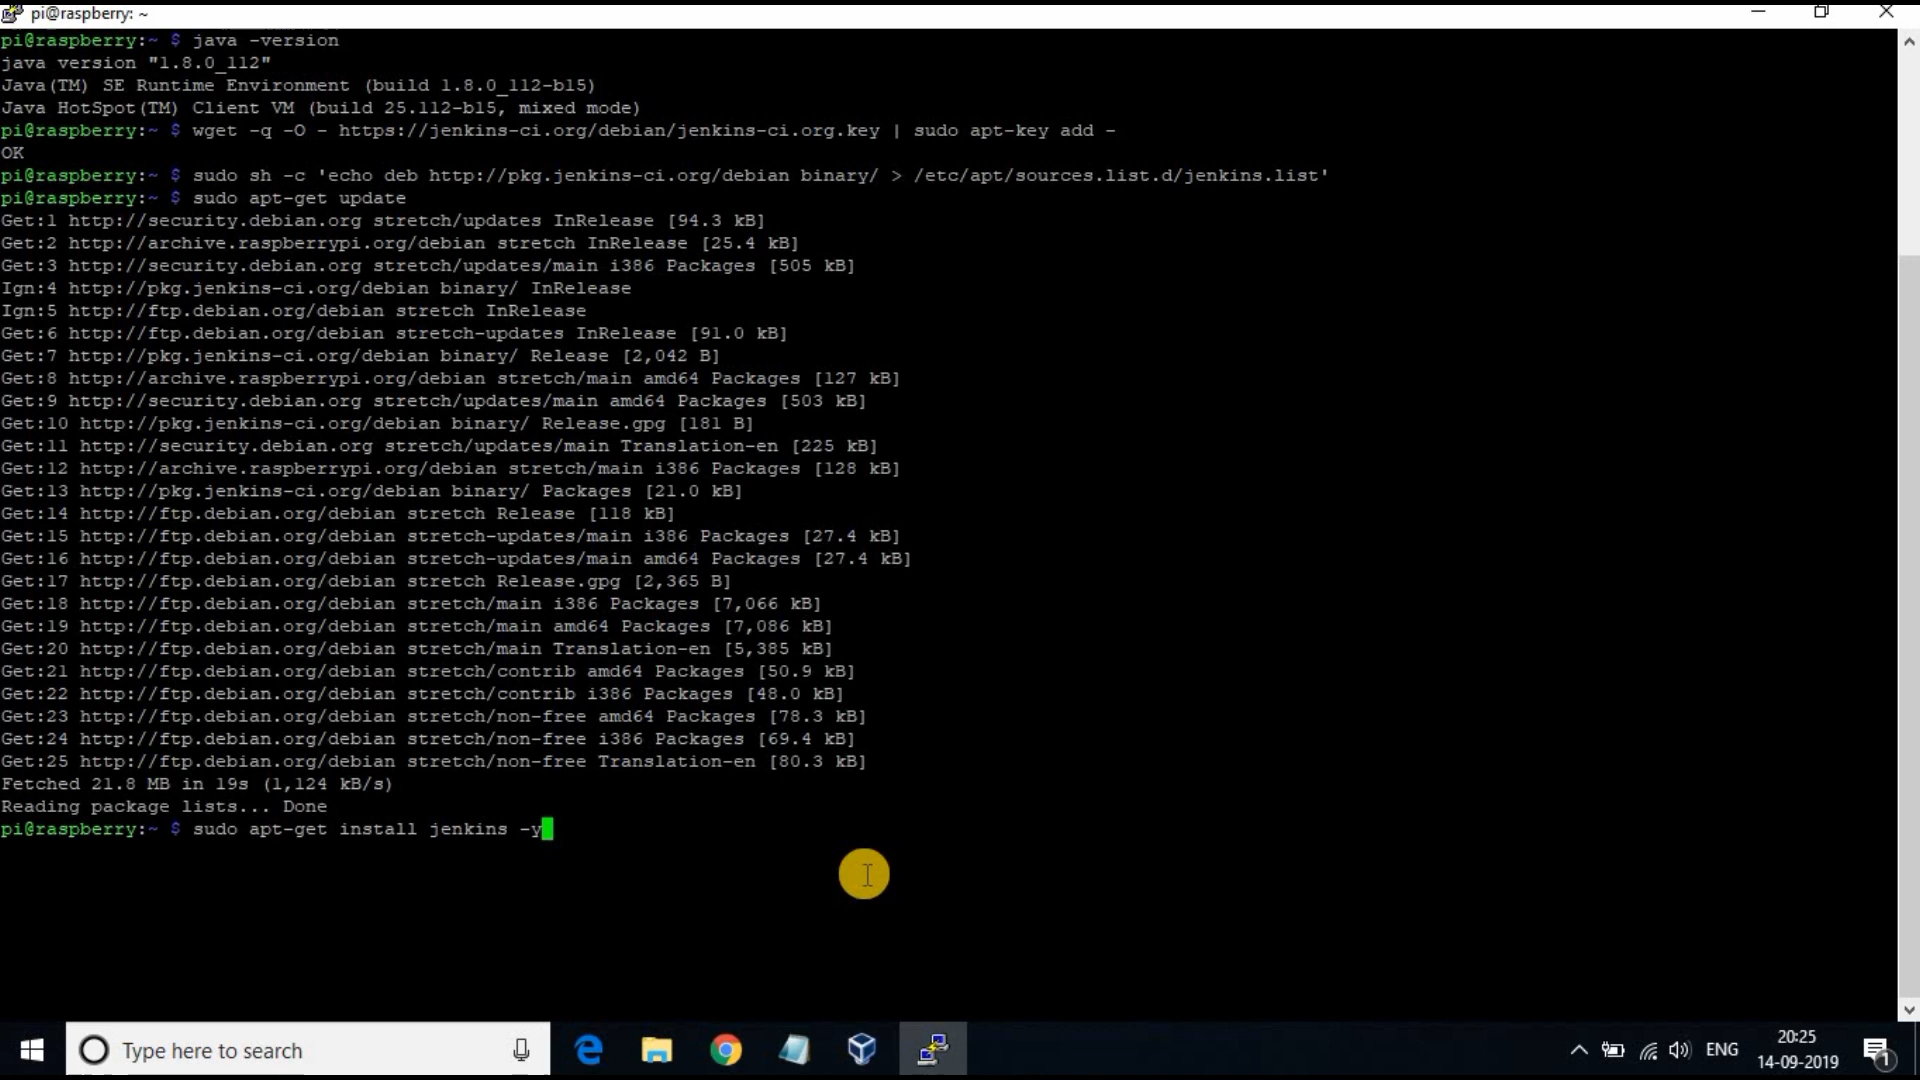 pi@raspberry: ~
pi@raspberry:~ $ java -version
java version "1.8.0_112"
Java(TM) SE Runtime Environment (build 1.8.0_112-b15)
Java HotSpot(TM) Client VM (build 25.112-b15, mixed mode)
pi@raspberry:~ $ wget -q -O - https://jenkins-ci.org/debian/jenkins-ci.org.key | sudo apt-key add -
OK
pi@raspberry:~ $ sudo sh -c 'echo deb http://pkg.jenkins-ci.org/debian binary/ > /etc/apt/sources.list.d/jenkins.list'
pi@raspberry:~ $ sudo apt-get update
Get:1 http://security.debian.org stretch/updates InRelease [94.3 kB]
Get:2 http://archive.raspberrypi.org/debian stretch InRelease [25.4 kB]
Get:3 http://security.debian.org stretch/updates/main i386 Packages [505 kB]
Ign:4 http://pkg.jenkins-ci.org/debian binary/ InRelease
Ign:5 http://ftp.debian.org/debian stretch InRelease
Get:6 http://ftp.debian.org/debian stretch-updates InRelease [91.0 kB]
Get:7 http://pkg.jenkins-ci.org/debian binary/ Release [2,042 B]
Get:8 http://archive.raspberrypi.org/debian stretch/main amd64 Packages [127 kB]
Get:9 http://security.debian.org stretch/updates/main amd64 Packages [503 kB]
Get:10 http://pkg.jenkins-ci.org/debian binary/ Release.gpg [181 B]
Get:11 http://security.debian.org stretch/updates/main Translation-en [225 kB]
Get:12 http://archive.raspberrypi.org/debian stretch/main i386 Packages [128 kB]
Get:13 http://pkg.jenkins-ci.org/debian binary/ Packages [21.0 kB]
Get:14 http://ftp.debian.org/debian stretch Release [118 kB]
Get:15 http://ftp.debian.org/debian stretch-updates/main i386 Packages [27.4 kB]
Get:16 http://ftp.debian.org/debian stretch-updates/main amd64 Packages [27.4 kB]
Get:17 http://ftp.debian.org/debian stretch Release.gpg [2,365 B]
Get:18 http://ftp.debian.org/debian stretch/main i386 Packages [7,066 kB]
Get:19 http://ftp.debian.org/debian stretch/main amd64 Packages [7,086 kB]
Get:20 http://ftp.debian.org/debian stretch/main Translation-en [5,385 kB]
Get:21 http://ftp.debian.org/debian stretch/contrib amd64 Packages [50.9 kB]
Get:22 http://ftp.debian.org/debian stretch/contrib i386 Packages [48.0 kB]
Get:23 http://ftp.debian.org/debian stretch/non-free amd64 Packages [78.3 kB]
Get:24 http://ftp.debian.org/debian stretch/non-free i386 Packages [69.4 kB]
Get:25 http://ftp.debian.org/debian stretch/non-free Translation-en [80.3 kB]
Fetched 21.8 MB in 19s (1,124 kB/s)
Reading package lists... Done
pi@raspberry:~ $ sudo apt-get install jenkins -y
Type here to search
ENG
20:25
14-09-2019
1